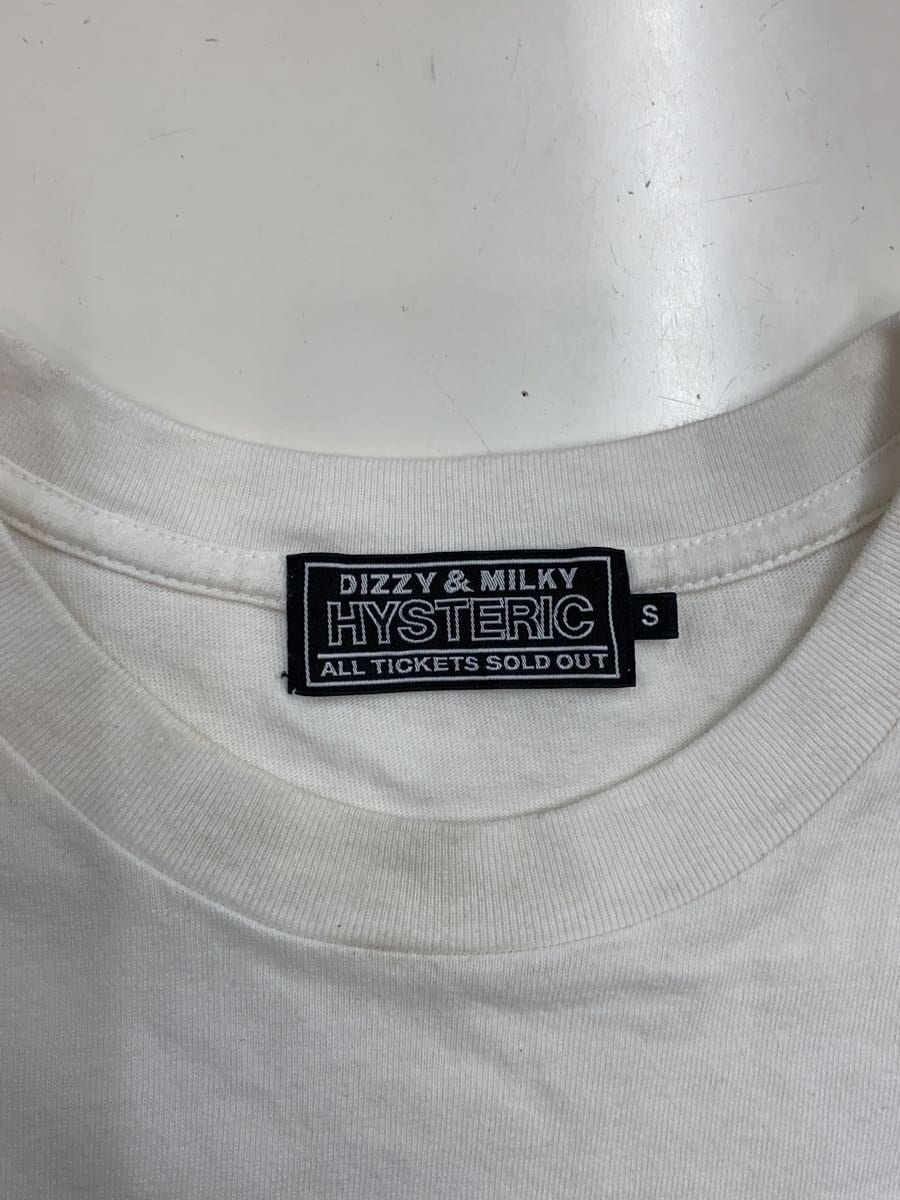 DIZZY & MILKY
HYSTERIC
ALL TICKETS SOLD OUT
S